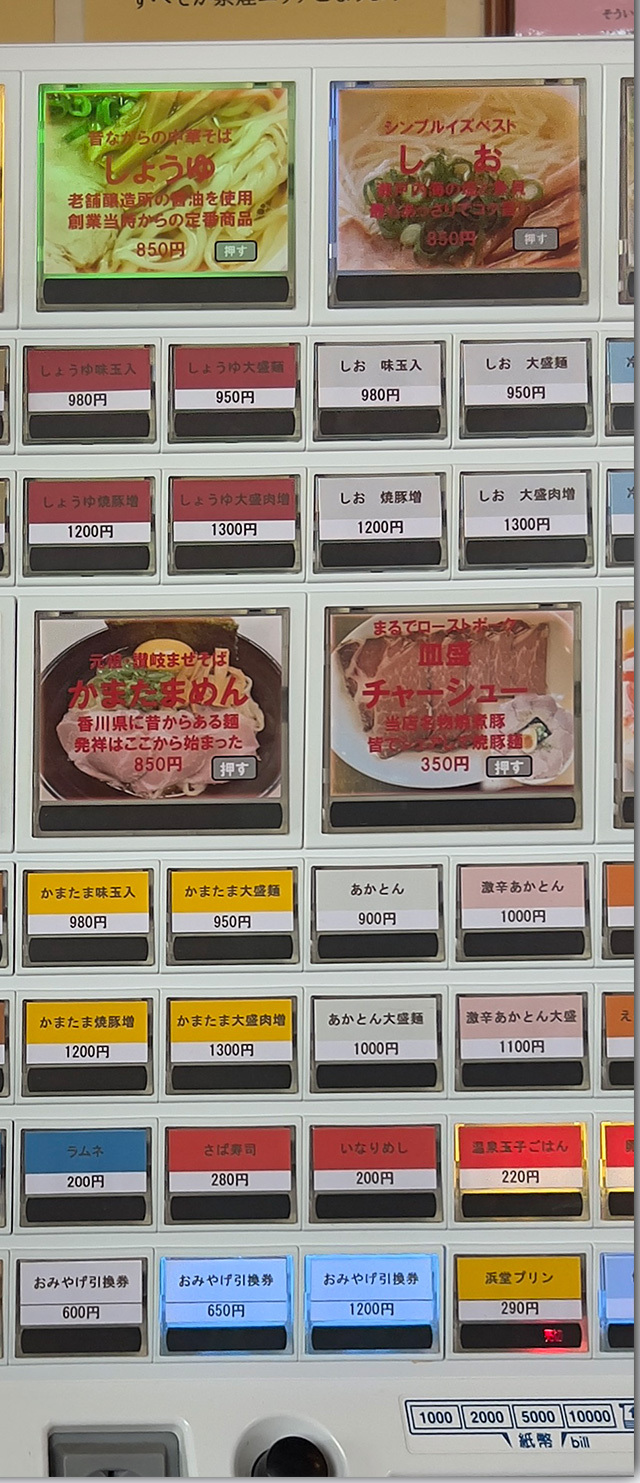 そうい
昔ながらの中華そば
しょうゆ
老舗醸造所の醤油を使用
創業当時からの定番商品
850円
押す
シンプルイズベスト
し お
850円
押す
しょうゆ味玉入
980円
しょうゆ大盛麺
950円
しお 味玉入
980円
しお 大盛麺
950円
しょうゆ焼豚増
1200円
しょうゆ大盛肉増
1300円
しお 焼豚増
1200円
しお 大盛肉増
1300円
讃岐まぜそば
かまたまめん
香川県に昔からある麺
発祥はここから始まった
850円
押す
まるでローストポーク
皿盛
チャーシュー
当店名物焼煮豚
焼豚麺
350円
押す
かまたま味玉入
980円
かまたま大盛麺
950円
あかとん
900円
激辛あかとん
1000円
かまたま焼豚増
1200円
かまたま大盛肉増
1300円
あかとん大盛麺
1000円
激辛あかとん大盛
1100円
え
ラムネ
200円
さば寿司
280円
いなりめし
200円
温泉玉子ごはん
220円
おみやげ引換券
600円
おみやげ引換券
650円
おみやげ引換券
1200円
浜堂プリン
290円
1000 2000 5000 10000
紙幣 bill